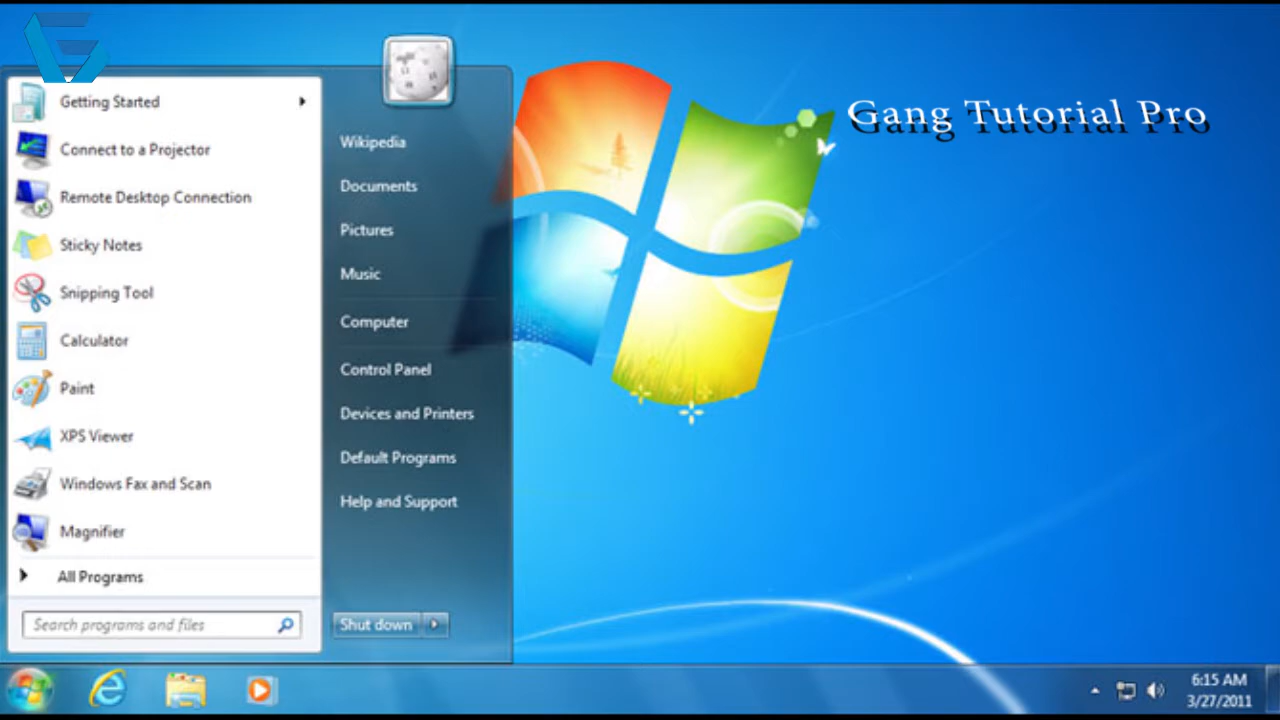 Getting Started
Connect to a Projector
Remote Desktop Connection
Sticky Notes
Snipping Tool
Calculator
Paint
XPS Viewer
Windows Fax and Scan
Magnifier
All Programs
Search programs and files
Wikipedia
Documents
Pictures
Music
Computer
Control Panel
Devices and Printers
Default Programs
Help and Support
Shut down
Gang Tutorial Pro
6:15 AM
3/27/2011